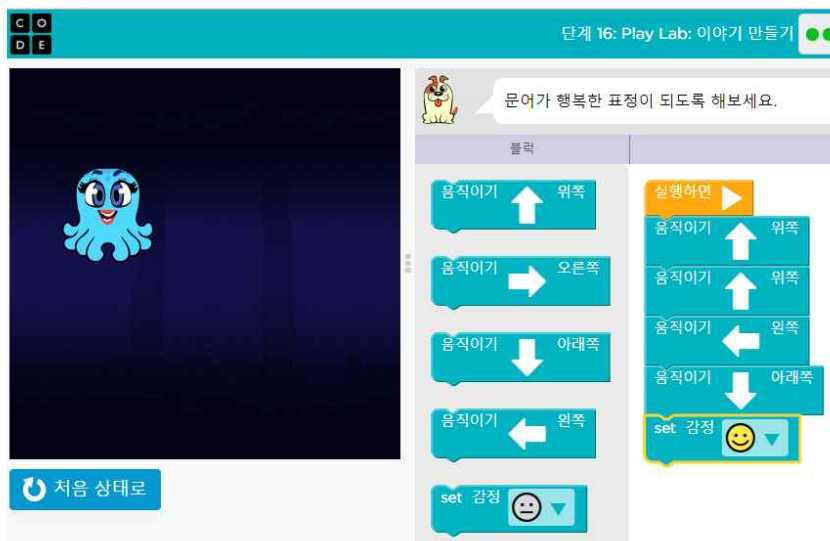 C O
D E
단계 16: Play Lab: 이야기 만들기
문어가 행복한 표정이 되도록 해보세요.
블럭
움직이기 위쪽
움직이기 오른쪽
움직이기 아래쪽
움직이기 왼쪽
set 감정
실행하면
움직이기 위쪽
움직이기 위쪽
움직이기 왼쪽
움직이기 아래쪽
set 감정
처음 상태로